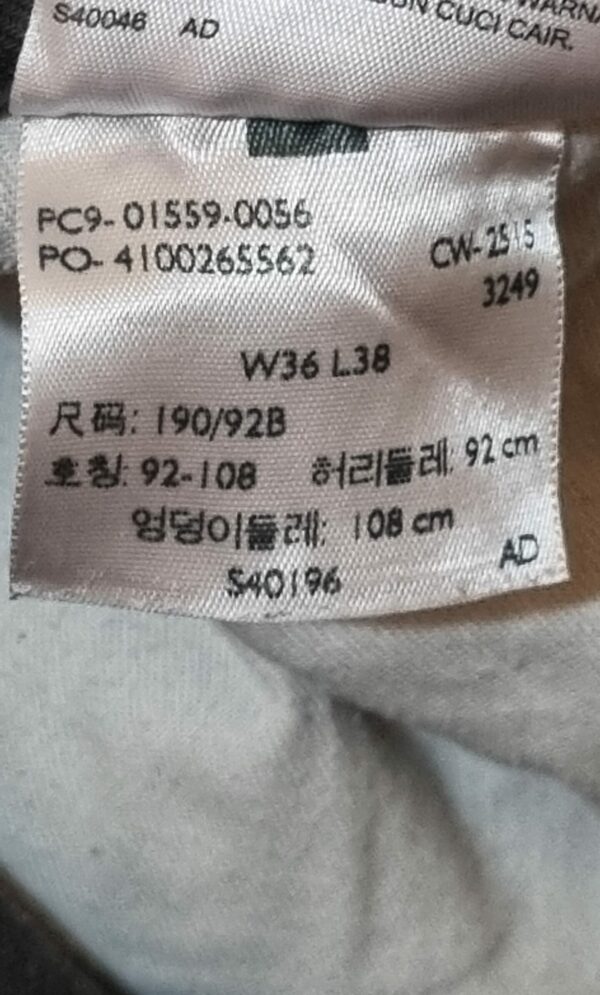 S40046 AD
CUCI CAIR.
PC9-01559-0056
PO-4100265562
CW-2515
3249
W36 L38
尺码: 190/92B
호칭: 92-108 허리둘레: 92 cm
엉덩이둘레: 108 cm
AD
S40196